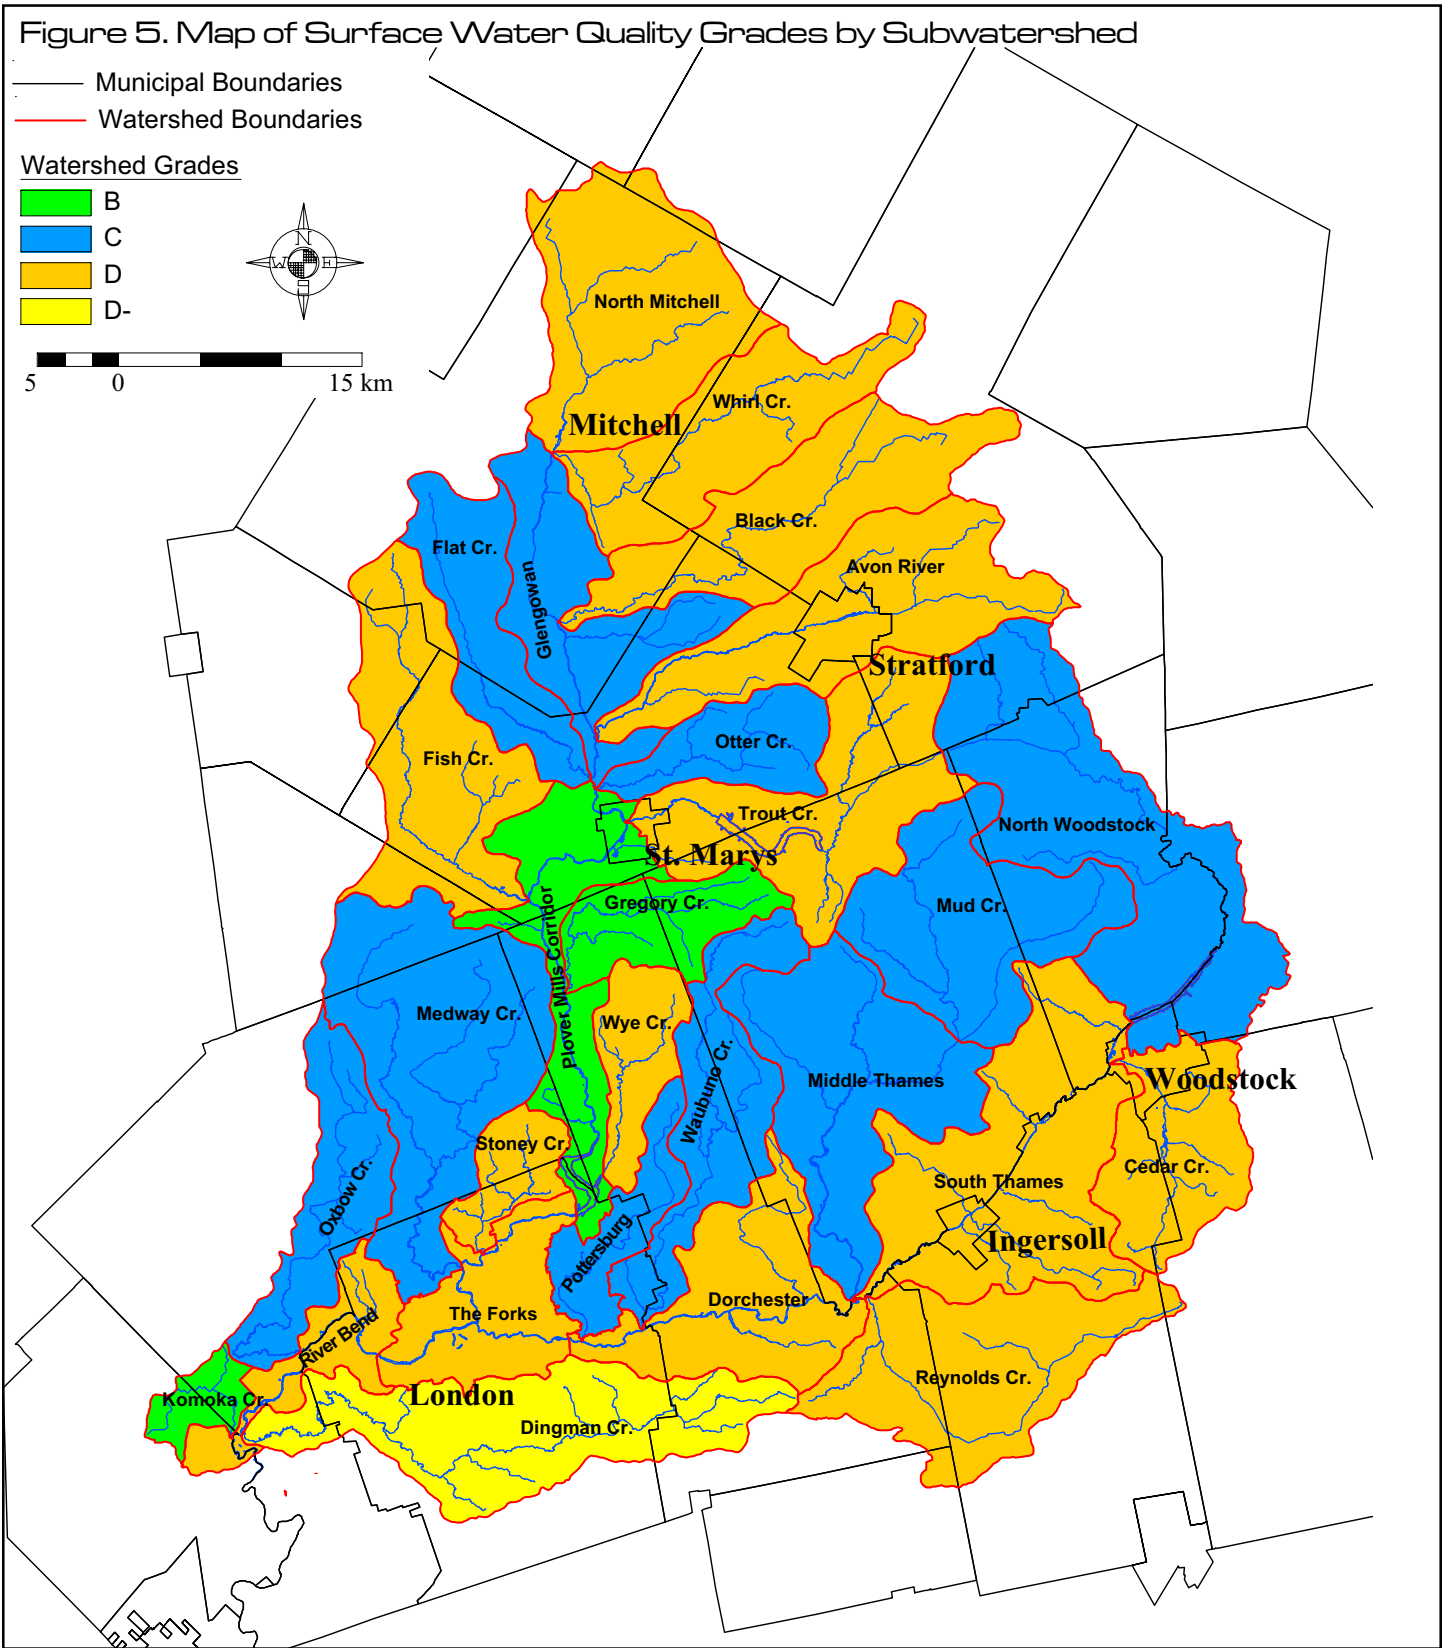 Figure 5. Map of Surface Water Quality Grades by Subwatershed
Municipal Boundaries
Watershed Boundaries
Watershed Grades
B
C
D
D-
N
W E
5 0 15 km
North Mitchell
Whirl Cr.
Mitchell
Black Cr.
Flat Cr.
Avon River
Glengowan
Stratford
Otter Cr.
Fish Cr.
Trout Cr.
North Woodstock
St. Marys
Gregory Cr.
Mud Cr.
Plover Mills Corridor
Medway Cr.
Wye Cr.
Waubuno Cr.
Middle Thames
Woodstock
Stoney Cr.
Cedar Cr.
South Thames
Oxbow Cr.
Ingersoll
Pottersburg
Dorchester
The Forks
River Bend
Reynolds Cr.
Komoka Cr.
London
Dingman Cr.